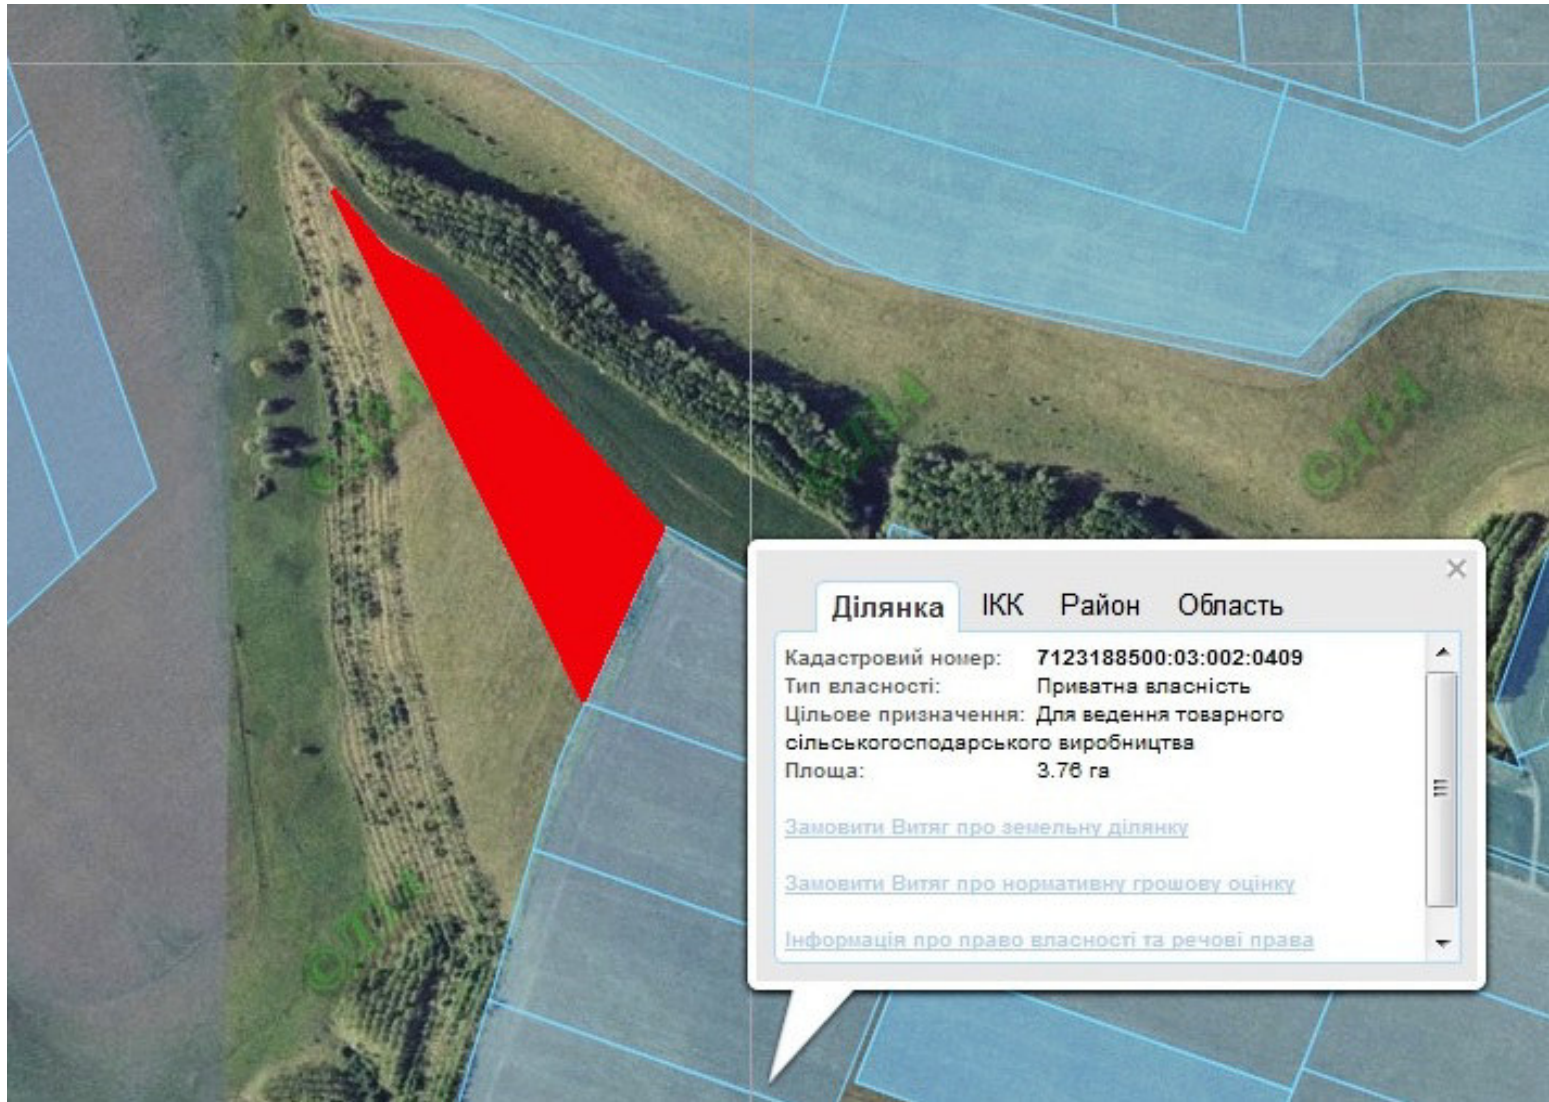 Ділянка ІКК Район Область
Кадастровий номер: 7123188500:03:002:0409
Тип власності: Приватна власність
Цільове призначення: Для ведення товарного
сільськогосподарського виробництва
Площа: 3.76 га
Замовити Витяг про земельну ділянку
Замовити Витяг про нормативну грошову оцінку
Інформація про право власності та речові права